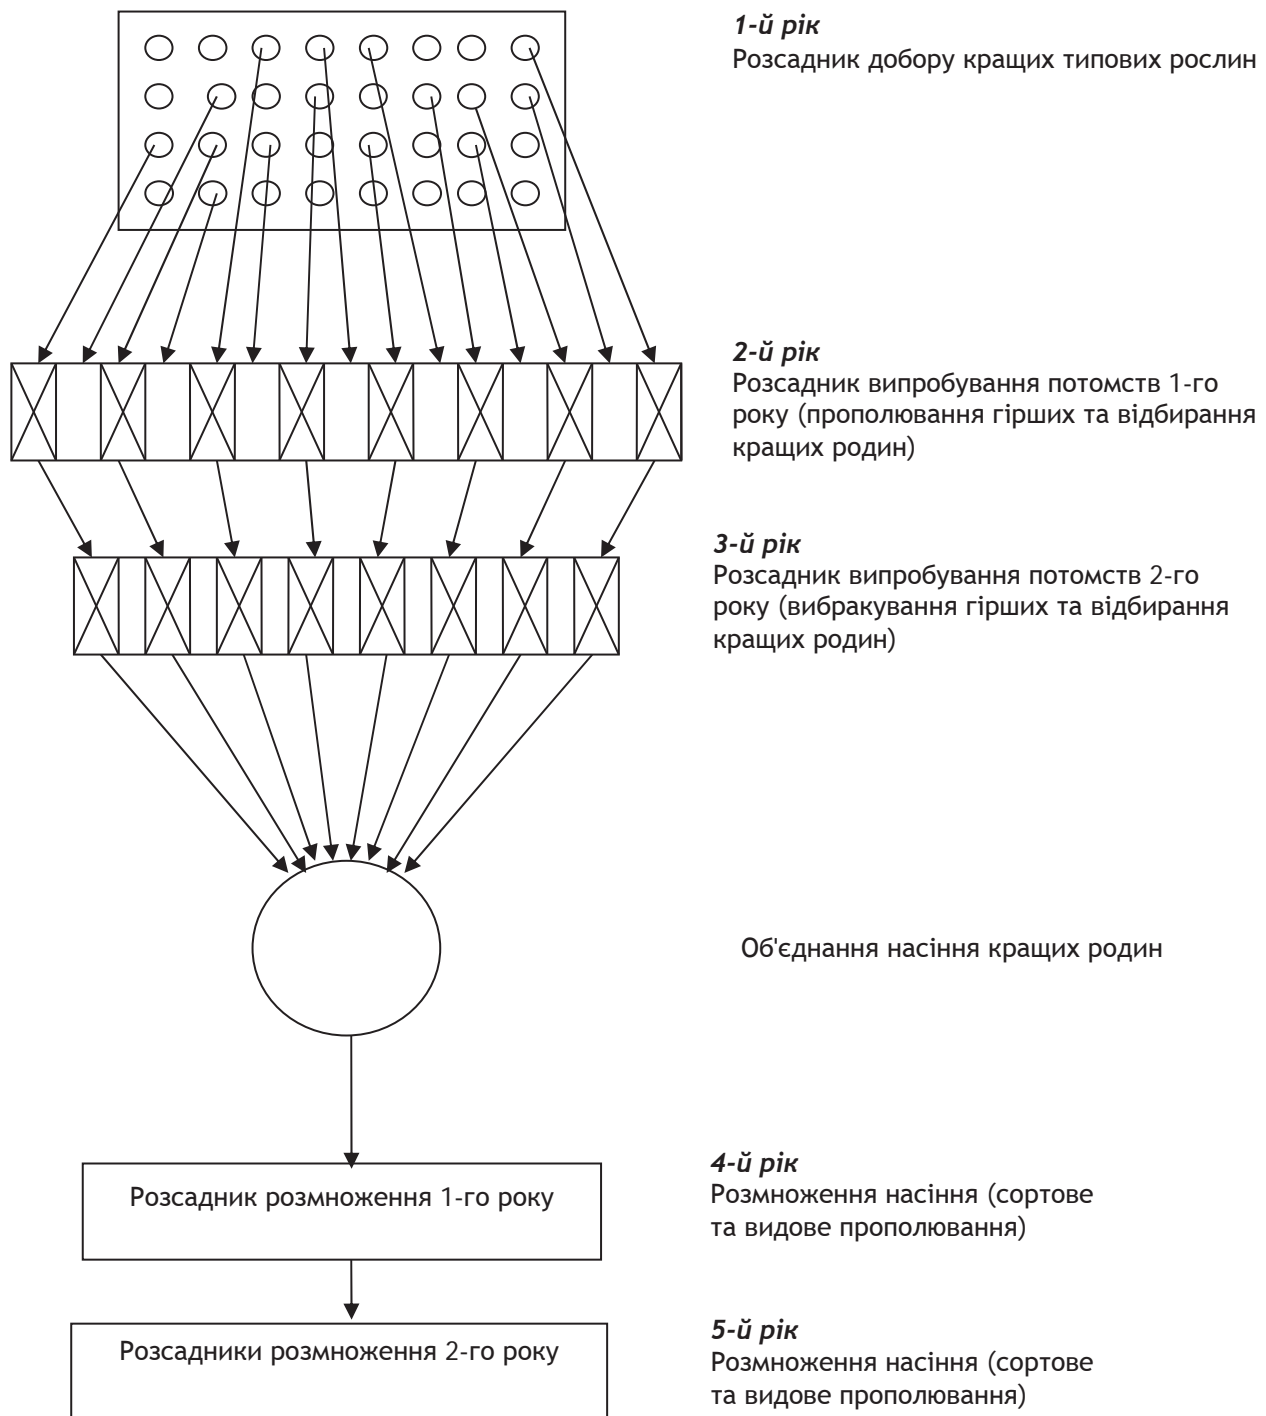 1-й рік
Розсадник добору кращих типових рослин
2-й рік
Розсадник випробування потомств 1-го
року (прополювання гірших та відбирання
кращих родин)
3-й рік
Розсадник випробування потомств 2-го
року (вибракування гірших та відбирання
кращих родин)
Об'єднання насіння кращих родин
4-й рік
Розмноження насіння (сортове
та видове прополювання)
Розсадник розмноження 1-го року
5-й рік
Розмноження насіння (сортове
та видове прополювання)
Розсадники розмноження 2-го року